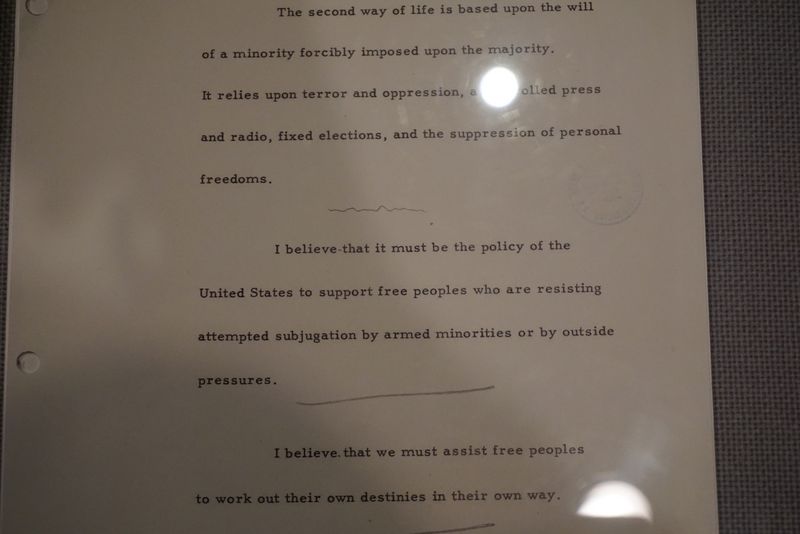 The second way of life is based upon the will
of a minority forcibly imposed upon the majority.
It relies upon terror and oppression, a press
and radio, fixed elections, and the suppression of personal
freedoms.
I believe that it must be the policy of the
United States to support free peoples who are resisting
attempted subjugation by armed minorities or by outside
pressures.
I believe that we must assist free peoples
to work out their own destinies in their own way.